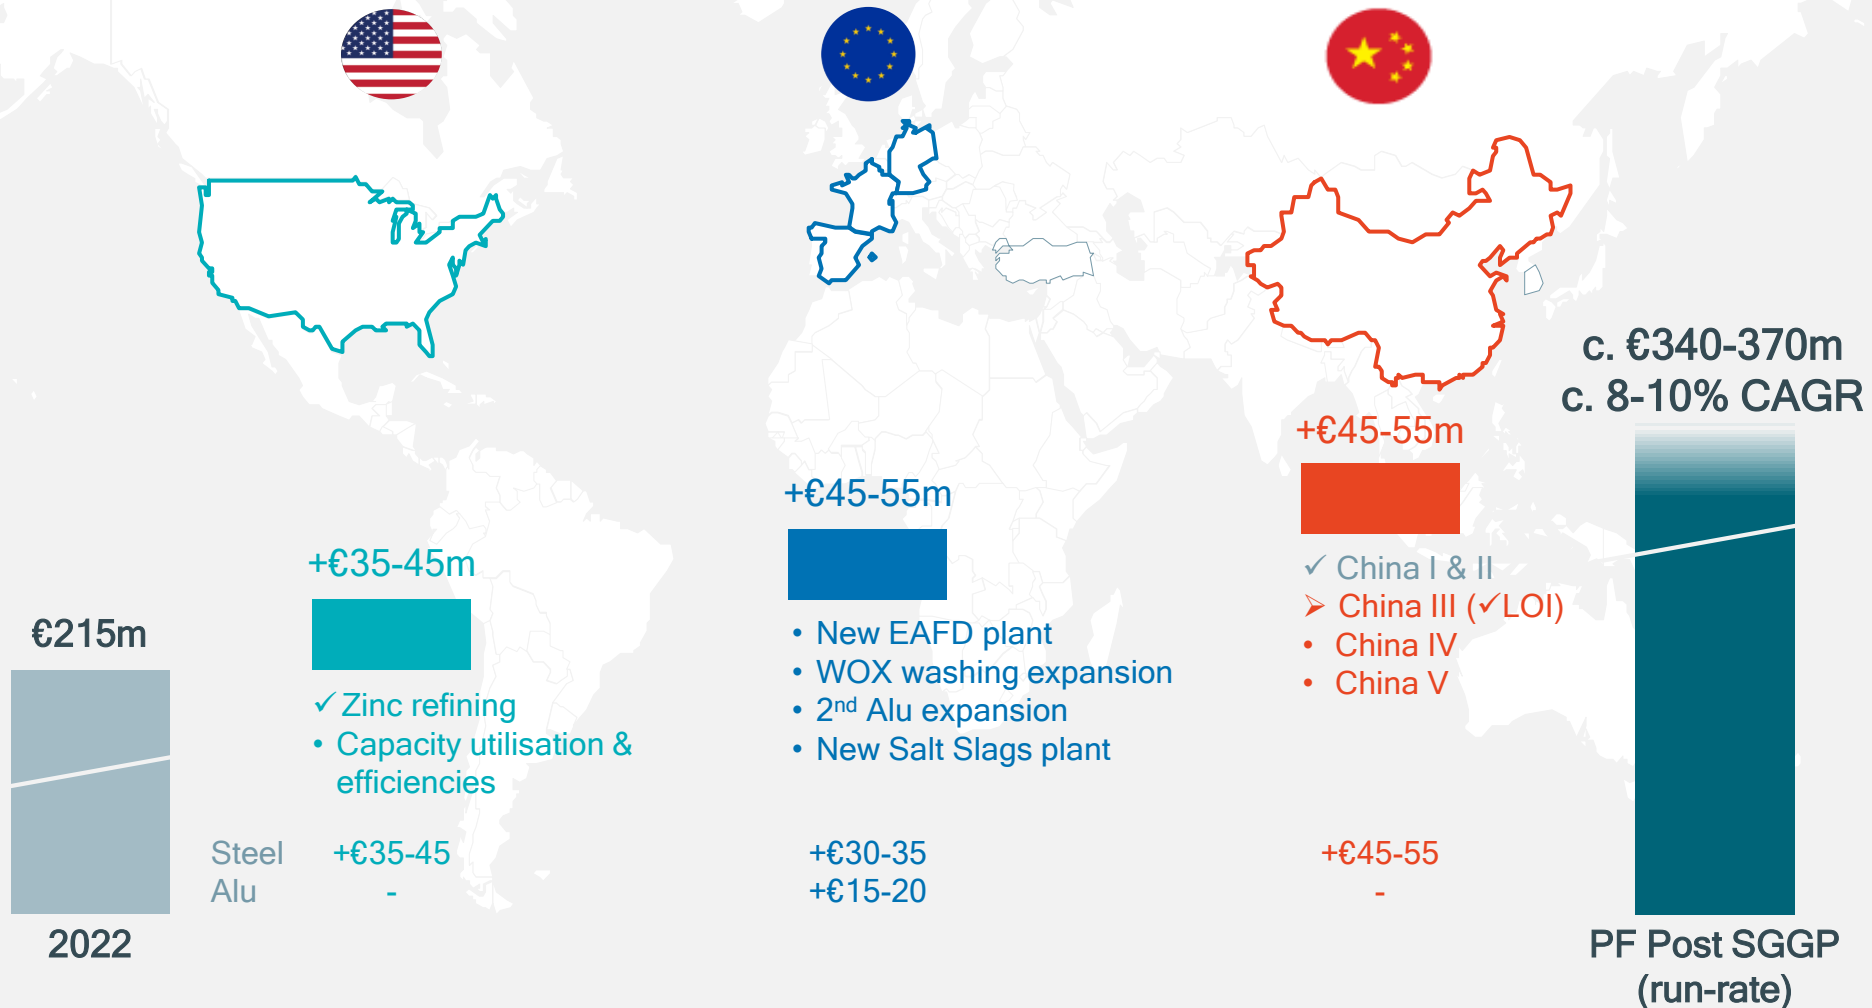 €215m
2022
+€35-45m
✓ Zinc refining
• Capacity utilisation &
efficiencies
+€45-55m
• New EAFD plant
• WOX washing expansion
• 2nd Alu expansion
• New Salt Slags plant
+€45-55m
✓ China I & II
➢ China III (✓LOI)
• China IV
• China V
Steel +€35-45 +€30-35 +€45-55
Alu - +€15-20 -
c. €340-370m
c. 8-10% CAGR
PF Post SGGP
(run-rate)